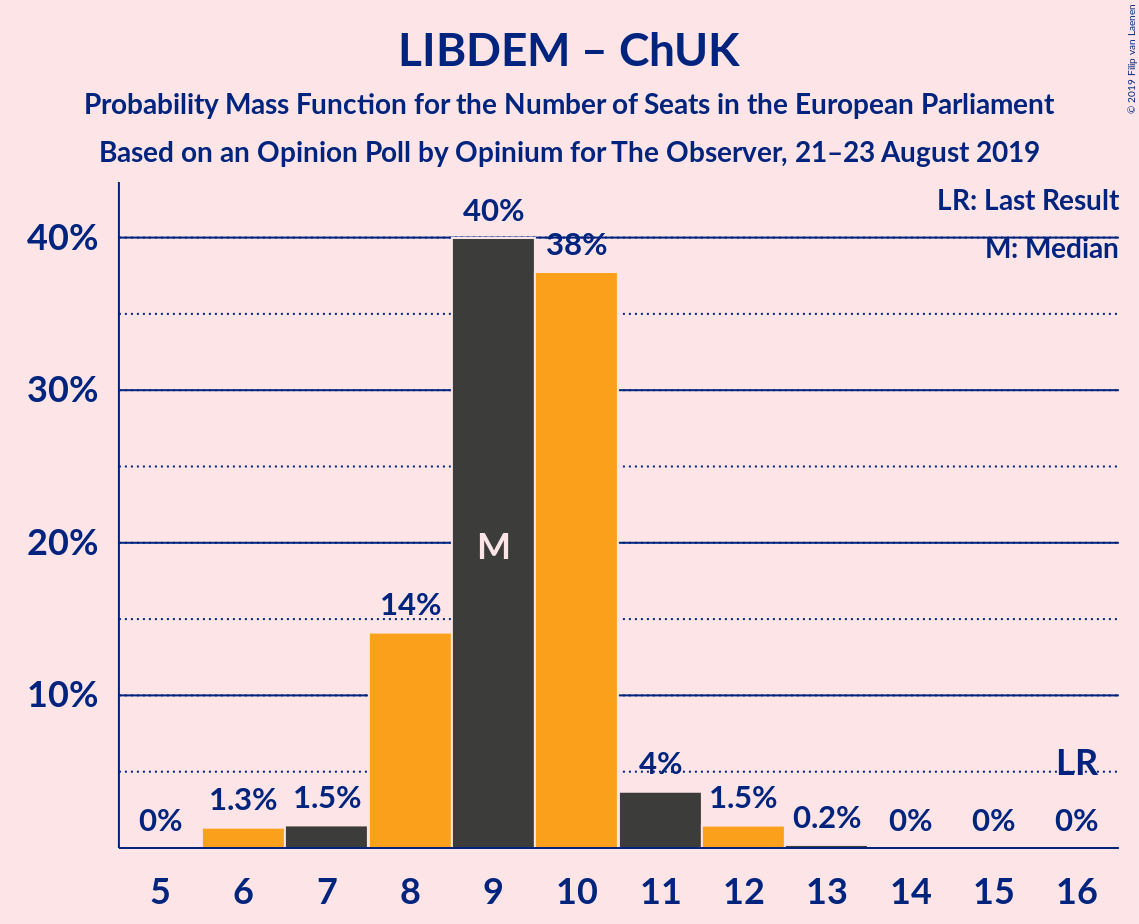 LIBDEM – ChUK
Probability Mass Function for the Number of Seats in the European Parliament
Based on an Opinion Poll by Opinium for The Observer, 21–23 August 2019
© 2019 Filip van Laenen
LR: Last Result
M: Median
40%
30%
20%
10%
0%
1.3%
1.5%
14%
40%
M
38%
4%
1.5%
0.2%
0%
0%
LR
0%
5 6 7 8 9 10 11 12 13 14 15 16